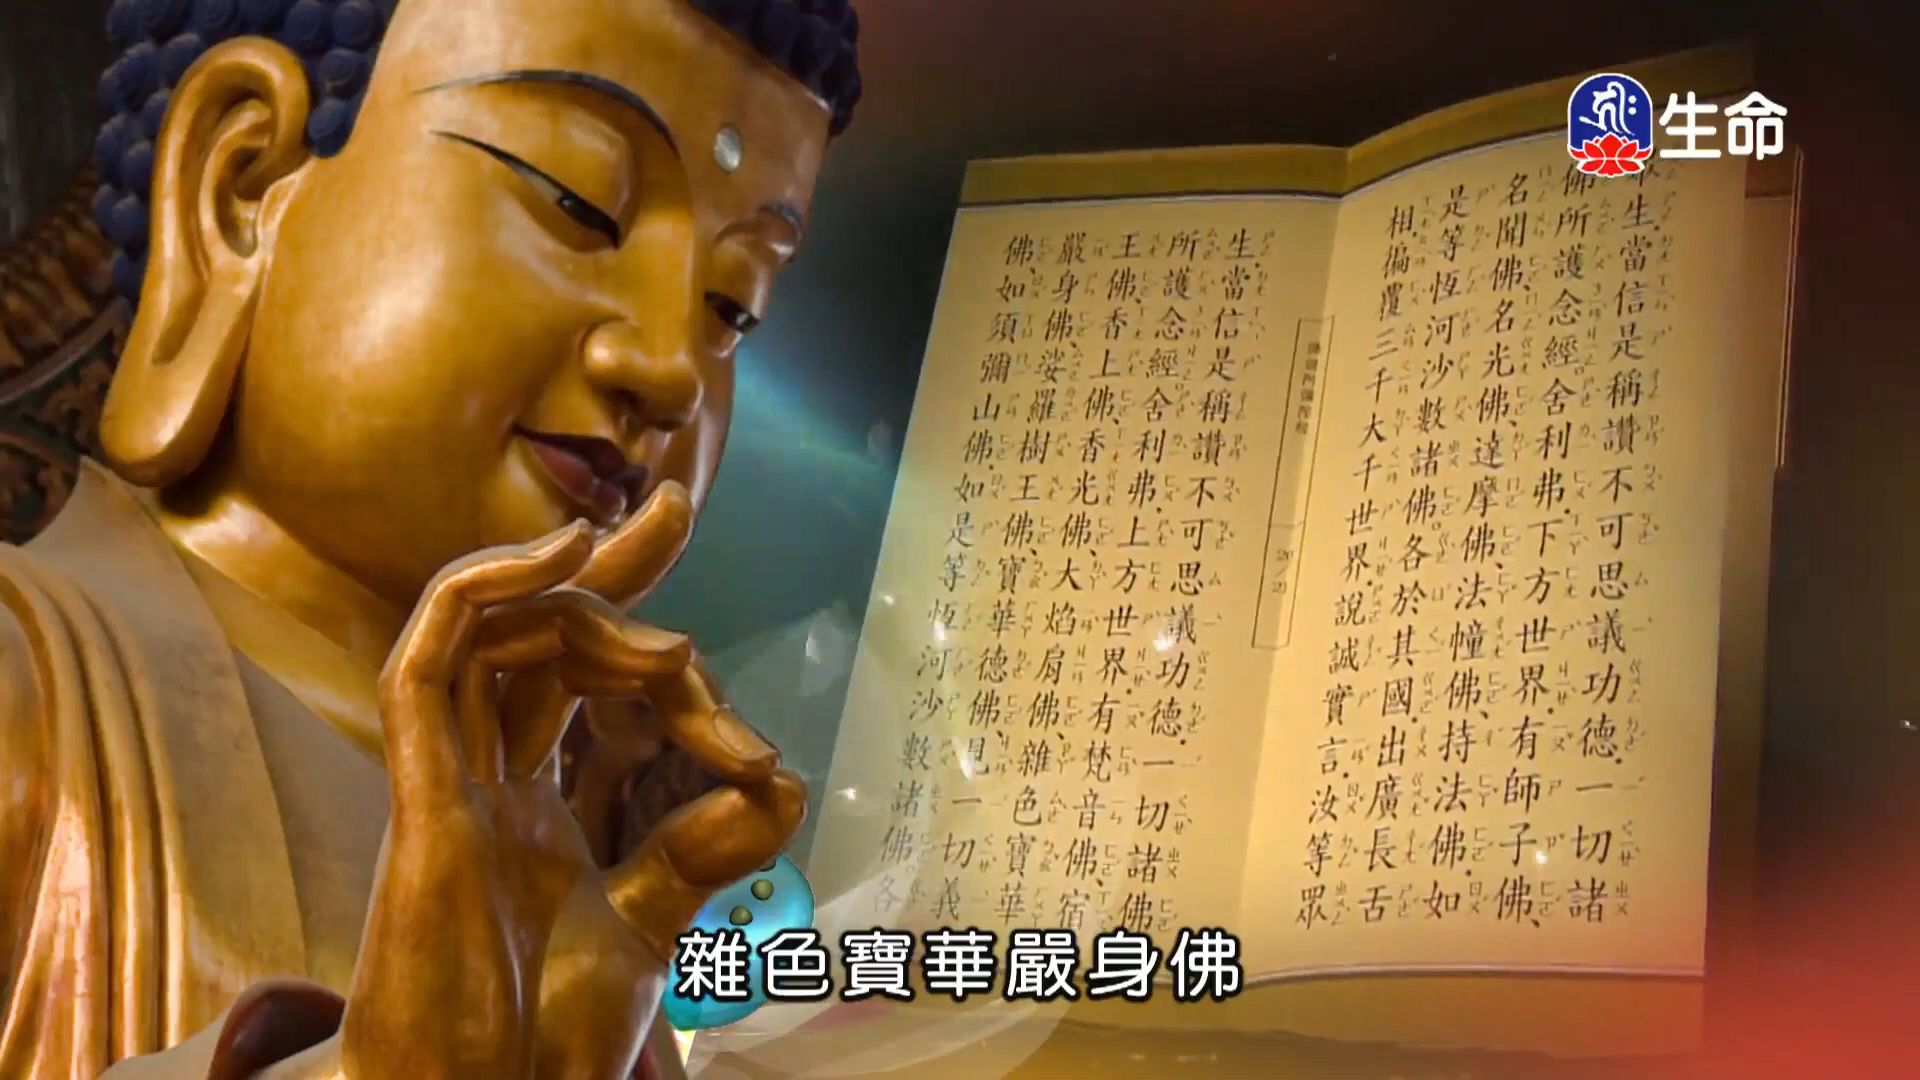 生命
眾生。當信是稱讚不可思議功德。一切諸
佛所護念經。舍利弗。下方世界。有師子佛、
名聞佛、名光佛、達摩佛、法幢佛、持法佛。如
是等恆河沙數諸佛。各於其國。出廣長舌
相。徧覆三千大千世界。說誠實言。汝等眾
生。當信是稱讚不可思議功德。一切諸佛
所護念經。舍利弗。上方世界。有梵音佛、宿
王佛、香上佛、香光佛、大焰肩佛、雜色寶華
嚴身佛、娑羅樹王佛、寶華德佛、見一切義
佛、如須彌山佛。如是等恆河沙數諸佛。各
雜色寶華嚴身佛